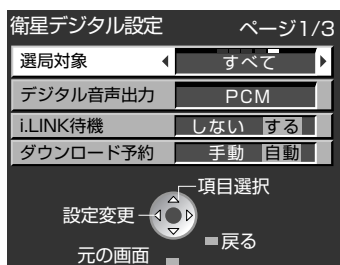 衛星デジタル設定 ページ1/3
選局対象 すべて
デジタル音声出力 PCM
i.LINK待機 しない する
ダウンロード予約 手動 自動
項目選択
設定変更
戻る
元の画面